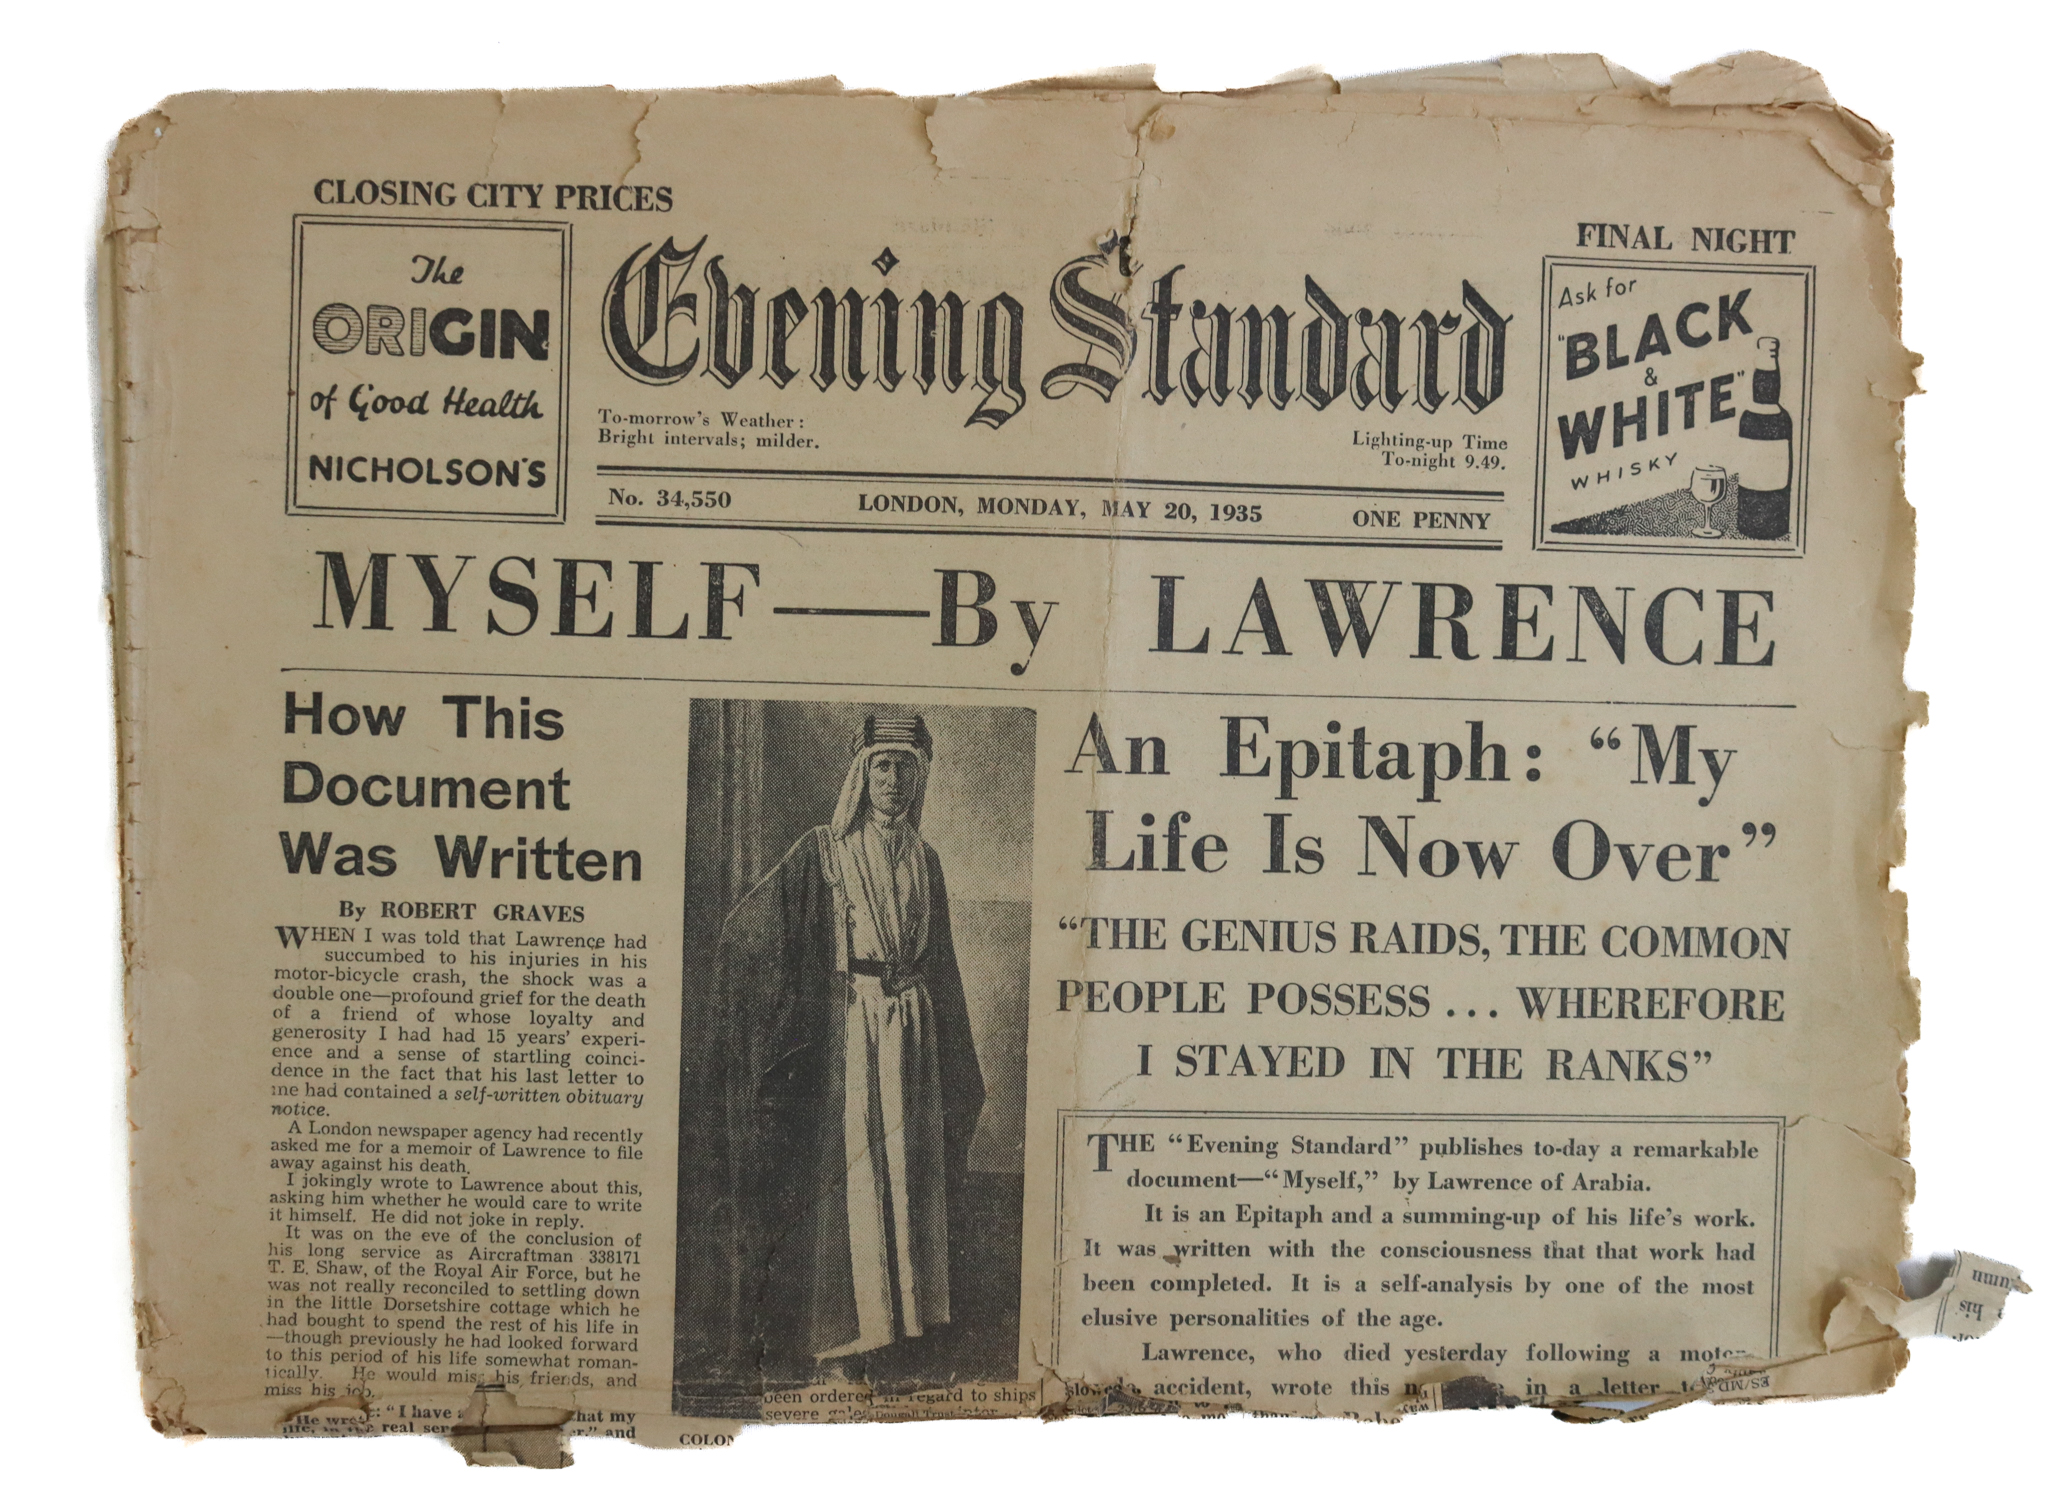 CLOSING CITY PRICES
The
ORIGIN
of Good Health
NICHOLSON'S
Evening Standard
To-morrow's Weather:
Bright intervals; milder.
Lighting-up Time
To-night 9.49.
FINAL NIGHT
Ask for
"BLACK
&
WHITE"
WHISKY
No. 34,550 LONDON, MONDAY, MAY 20, 1935 ONE PENNY
MYSELF—By LAWRENCE
How This
Document
Was Written
By ROBERT GRAVES
WHEN I was told that Lawrence had
succumbed to his injuries in his
motor-bicycle crash, the shock was a
double one—profound grief for the death
of a friend of whose loyalty and
generosity I had had 15 years' experi-
ence and a sense of startling coinci-
dence in the fact that his last letter to
me had contained a self-written obituary
notice.
A London newspaper agency had recently
asked me for a memoir of Lawrence to file
away against his death.
I jokingly wrote to Lawrence about this,
asking him whether he would care to write
it himself. He did not joke in reply.
It was on the eve of the conclusion of
his long service as Aircraftman 338171
T. E. Shaw, of the Royal Air Force, but he
was not really reconciled to settling down
in the little Dorsetshire cottage which he
had bought to spend the rest of his life in
—though previously he had looked forward
to this period of his life somewhat roman-
tically. He would miss his friends, and
miss his job.
He wrote: "I have that my
real and
COLON
been ordered in regard to ships
severe
Dougall Trust
An Epitaph: "My
Life Is Now Over"
"THE GENIUS RAIDS, THE COMMON
PEOPLE POSSESS... WHEREFORE
I STAYED IN THE RANKS"
THE "Evening Standard" publishes to-day a remarkable
document—"Myself," by Lawrence of Arabia.
It is an Epitaph and a summing-up of his life's work.
It was written with the consciousness that that work had
been completed. It is a self-analysis by one of the most
elusive personalities of the age.
Lawrence, who died yesterday following a motor-
accident, wrote this in a letter
his
umn
ES/MD